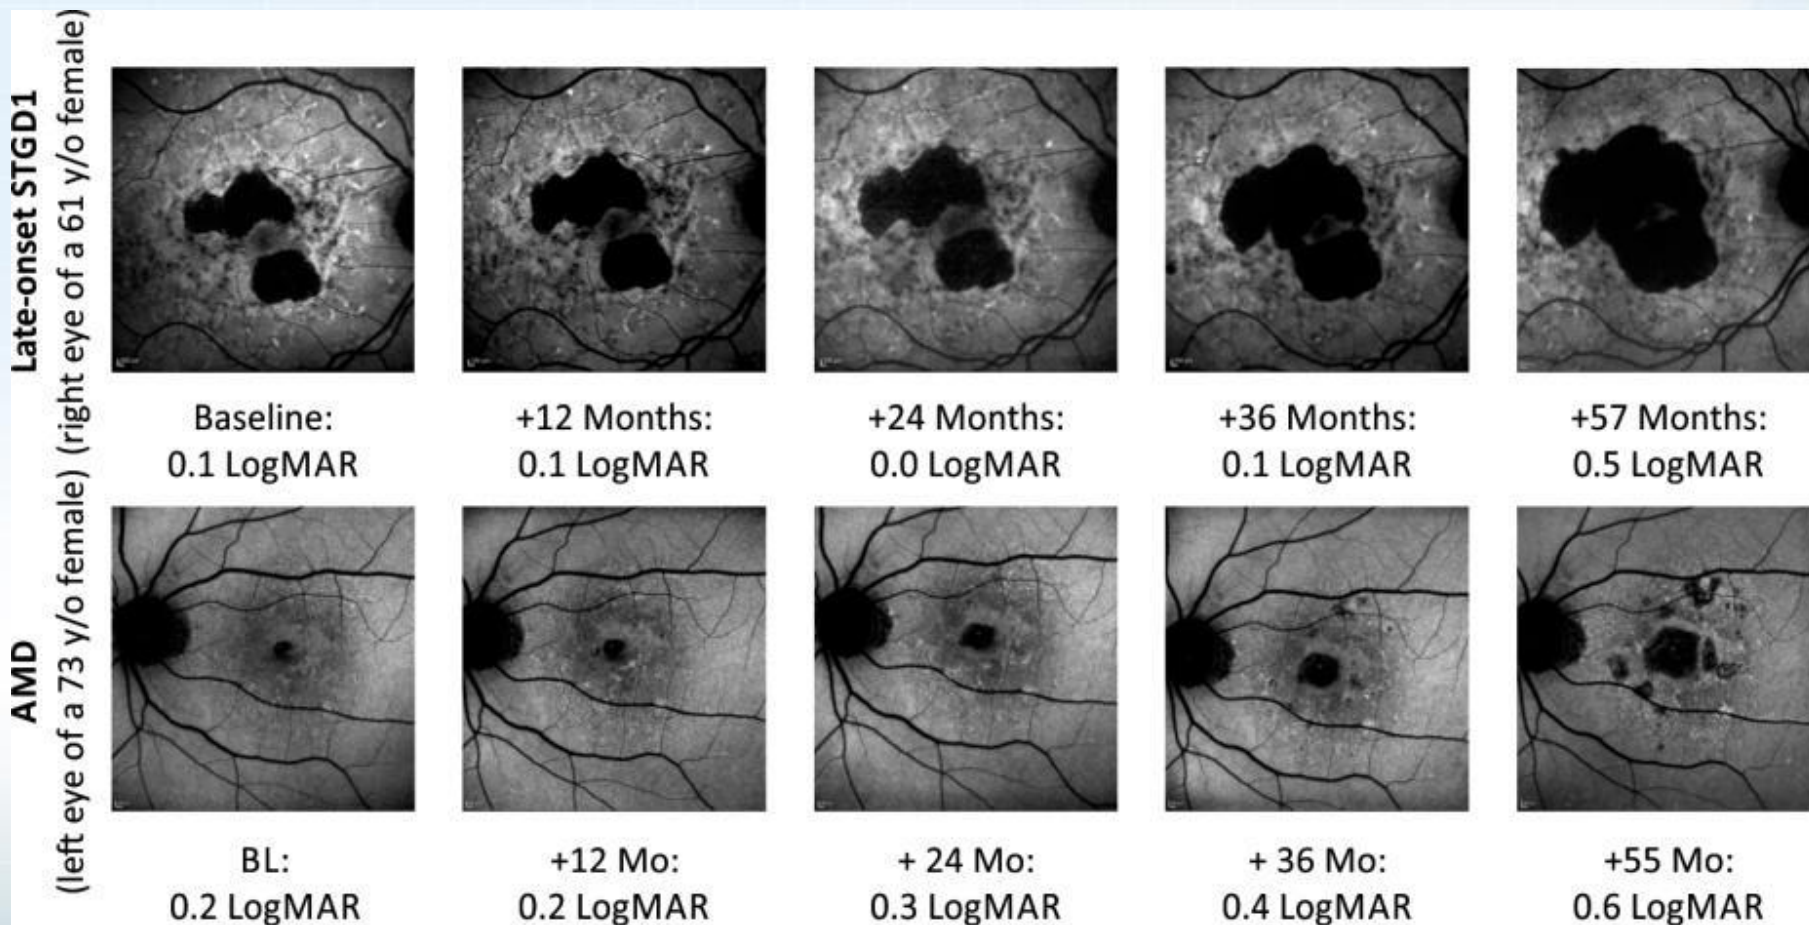 Late-onset STGD1
(right eye of a 61 y/o female)
Baseline:
0.1 LogMAR
+12 Months:
0.1 LogMAR
+24 Months:
0.0 LogMAR
+36 Months:
0.1 LogMAR
+57 Months:
0.5 LogMAR
AMD
(left eye of a 73 y/o female)
BL:
0.2 LogMAR
+12 Mo:
0.2 LogMAR
+ 24 Mo:
0.3 LogMAR
+ 36 Mo:
0.4 LogMAR
+55 Mo:
0.6 LogMAR